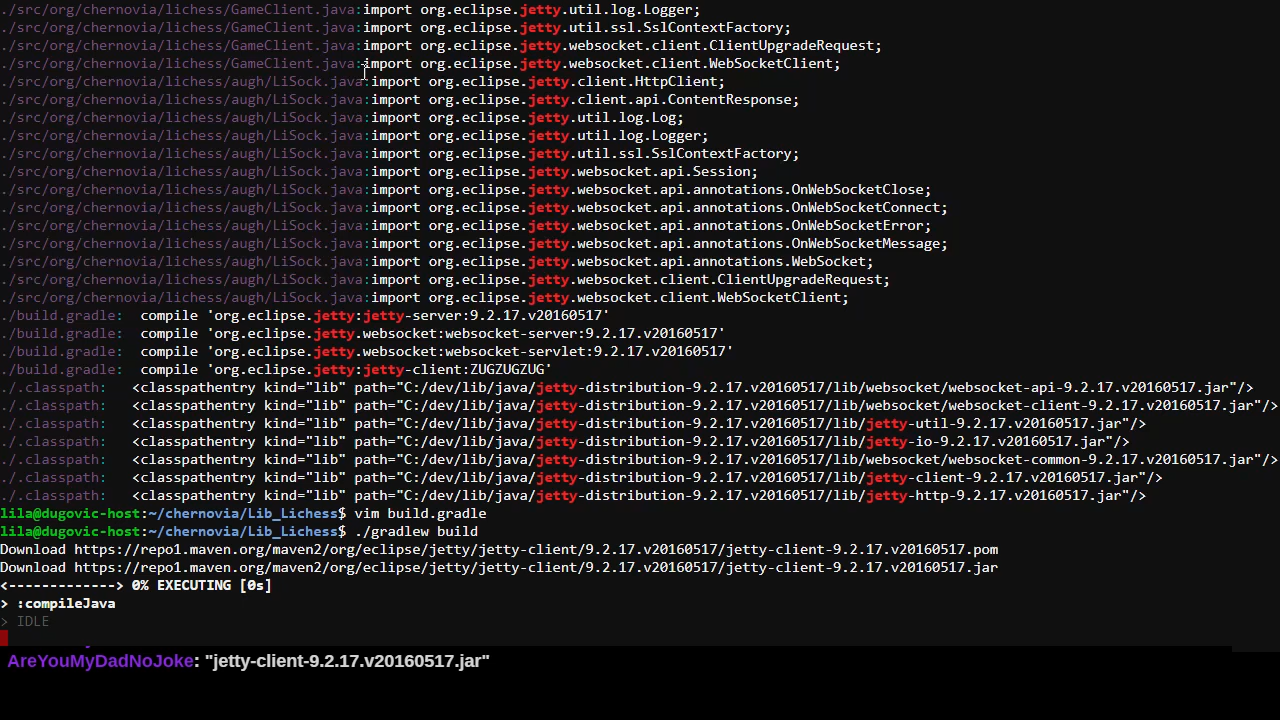 ./src/org/chernovia/lichess/GameClient.java:import org.eclipse.jetty.util.log.Logger;
./src/org/chernovia/lichess/GameClient.java:import org.eclipse.jetty.util.ssl.SslContextFactory;
./src/org/chernovia/lichess/GameClient.java:import org.eclipse.jetty.websocket.client.ClientUpgradeRequest;
./src/org/chernovia/lichess/GameClient.java:import org.eclipse.jetty.websocket.client.WebSocketClient;
./src/org/chernovia/lichess/augh/LiSock.java:import org.eclipse.jetty.client.HttpClient;
./src/org/chernovia/lichess/augh/LiSock.java:import org.eclipse.jetty.client.api.ContentResponse;
./src/org/chernovia/lichess/augh/LiSock.java:import org.eclipse.jetty.util.log.Log;
./src/org/chernovia/lichess/augh/LiSock.java:import org.eclipse.jetty.util.log.Logger;
./src/org/chernovia/lichess/augh/LiSock.java:import org.eclipse.jetty.util.ssl.SslContextFactory;
./src/org/chernovia/lichess/augh/LiSock.java:import org.eclipse.jetty.websocket.api.Session;
./src/org/chernovia/lichess/augh/LiSock.java:import org.eclipse.jetty.websocket.api.annotations.OnWebSocketClose;
./src/org/chernovia/lichess/augh/LiSock.java:import org.eclipse.jetty.websocket.api.annotations.OnWebSocketConnect;
./src/org/chernovia/lichess/augh/LiSock.java:import org.eclipse.jetty.websocket.api.annotations.OnWebSocketError;
./src/org/chernovia/lichess/augh/LiSock.java:import org.eclipse.jetty.websocket.api.annotations.OnWebSocketMessage;
./src/org/chernovia/lichess/augh/LiSock.java:import org.eclipse.jetty.websocket.api.annotations.WebSocket;
./src/org/chernovia/lichess/augh/LiSock.java:import org.eclipse.jetty.websocket.client.ClientUpgradeRequest;
./src/org/chernovia/lichess/augh/LiSock.java:import org.eclipse.jetty.websocket.client.WebSocketClient;
./build.gradle:  compile 'org.eclipse.jetty:jetty-server:9.2.17.v20160517'
./build.gradle:  compile 'org.eclipse.jetty.websocket:websocket-server:9.2.17.v20160517'
./build.gradle:  compile 'org.eclipse.jetty.websocket:websocket-servlet:9.2.17.v20160517'
./build.gradle:  compile 'org.eclipse.jetty:jetty-client:ZUGZUGZUG'
./.classpath:   <classpathentry kind="lib" path="C:/dev/lib/java/jetty-distribution-9.2.17.v20160517/lib/websocket/websocket-api-9.2.17.v20160517.jar"/>
./.classpath:   <classpathentry kind="lib" path="C:/dev/lib/java/jetty-distribution-9.2.17.v20160517/lib/websocket/websocket-client-9.2.17.v20160517.jar"/>
./.classpath:   <classpathentry kind="lib" path="C:/dev/lib/java/jetty-distribution-9.2.17.v20160517/lib/jetty-util-9.2.17.v20160517.jar"/>
./.classpath:   <classpathentry kind="lib" path="C:/dev/lib/java/jetty-distribution-9.2.17.v20160517/lib/jetty-io-9.2.17.v20160517.jar"/>
./.classpath:   <classpathentry kind="lib" path="C:/dev/lib/java/jetty-distribution-9.2.17.v20160517/lib/websocket/websocket-common-9.2.17.v20160517.jar"/>
./.classpath:   <classpathentry kind="lib" path="C:/dev/lib/java/jetty-distribution-9.2.17.v20160517/lib/jetty-client-9.2.17.v20160517.jar"/>
./.classpath:   <classpathentry kind="lib" path="C:/dev/lib/java/jetty-distribution-9.2.17.v20160517/lib/jetty-http-9.2.17.v20160517.jar"/>
lila@dugovic-host:~/chernovia/Lib_Lichess$ vim build.gradle
lila@dugovic-host:~/chernovia/Lib_Lichess$ ./gradlew build
Download https://repo1.maven.org/maven2/org/eclipse/jetty/jetty-client/9.2.17.v20160517/jetty-client-9.2.17.v20160517.pom
Download https://repo1.maven.org/maven2/org/eclipse/jetty/jetty-client/9.2.17.v20160517/jetty-client-9.2.17.v20160517.jar
<-------------> 0% EXECUTING [0s]
> :compileJava
> IDLE
AreYouMyDadNoJoke: "jetty-client-9.2.17.v20160517.jar"